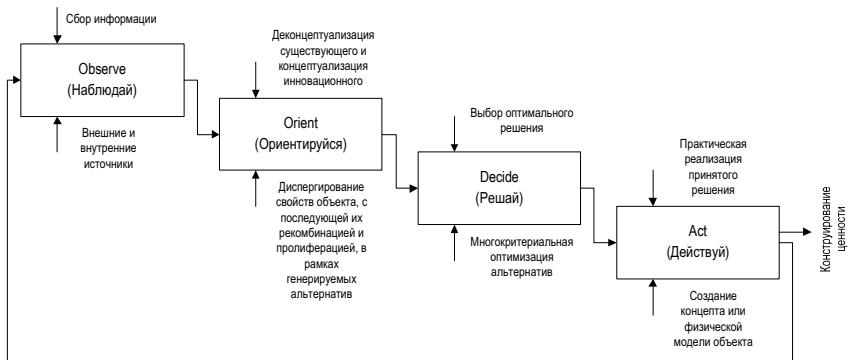 Сбор информации
Observe
(Наблюдай)
Внешние и
внутренние
источники
Деконцептуализация
существующего и
концептуализация
инновационного
Orient
(Ориентируйся)
Диспергирование
свойств объекта, с
последующей их
рекомбинацией и
пролиферацией, в
рамках
генерируемых
альтернатив
Выбор оптимального
решения
Decide
(Решай)
Многокритериальная
оптимизация
альтернатив
Практическая
реализация
принятого
решения
Act
(Действуй)
Создание
концепта или
физической
модели объекта
Конструирование
ценности